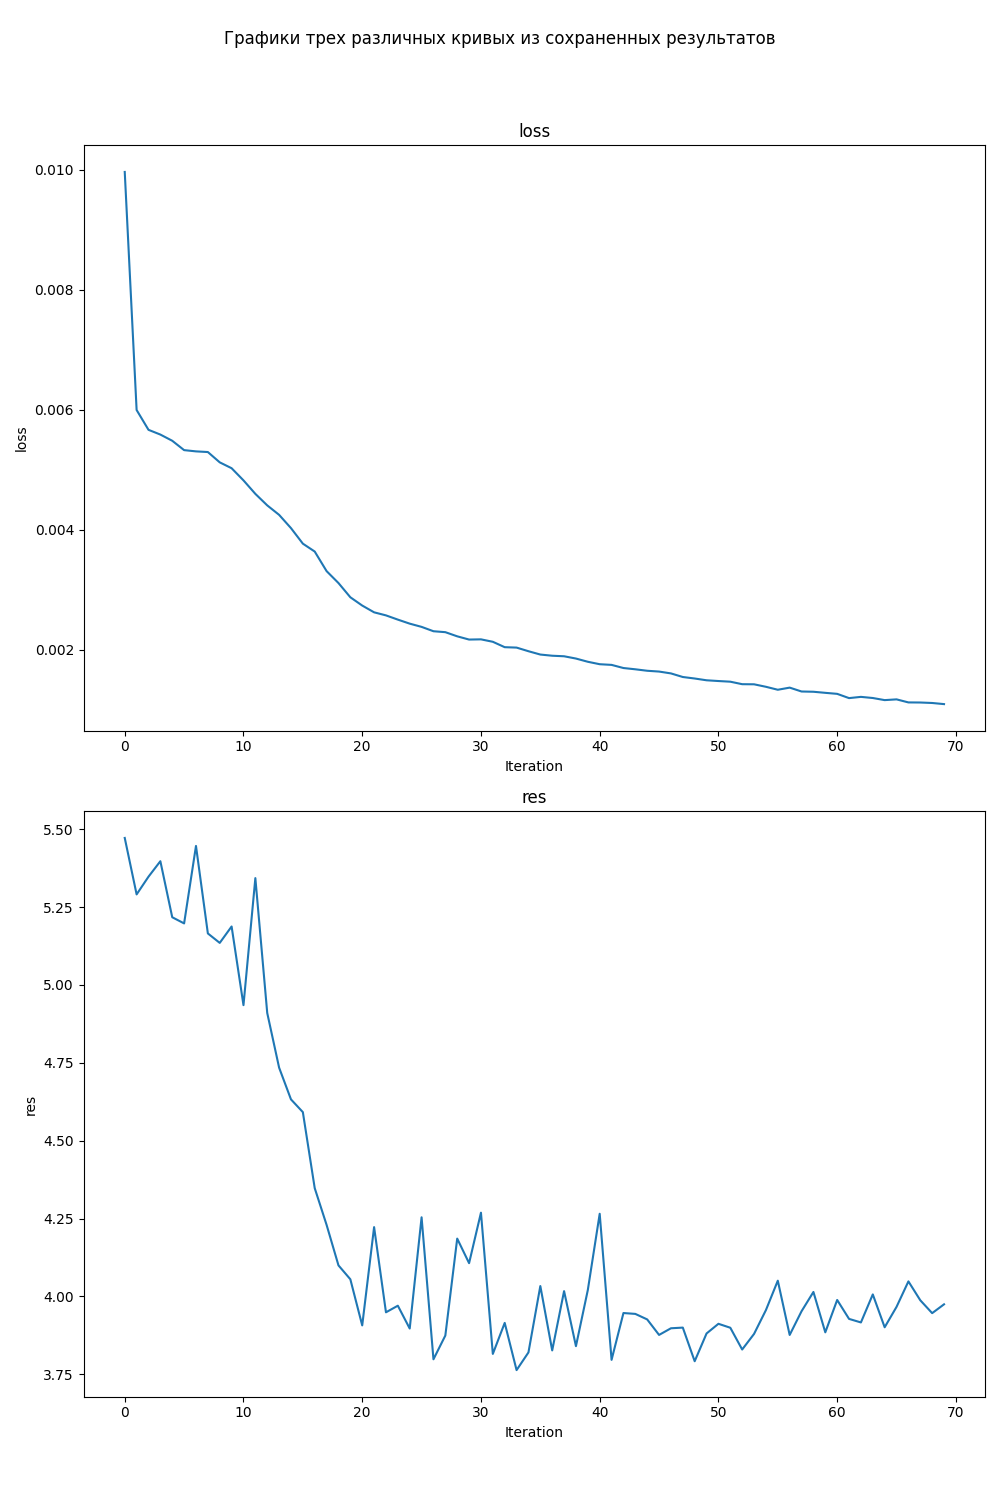 Графики трех различных кривых из сохраненных результатов
loss
0.010
0.008
0.006
0.004
0.002
loss
0 10 20 30 40 50 60 70
Iteration
res
5.50
5.25
5.00
4.75
4.50
4.25
4.00
3.75
res
0 10 20 30 40 50 60 70
Iteration